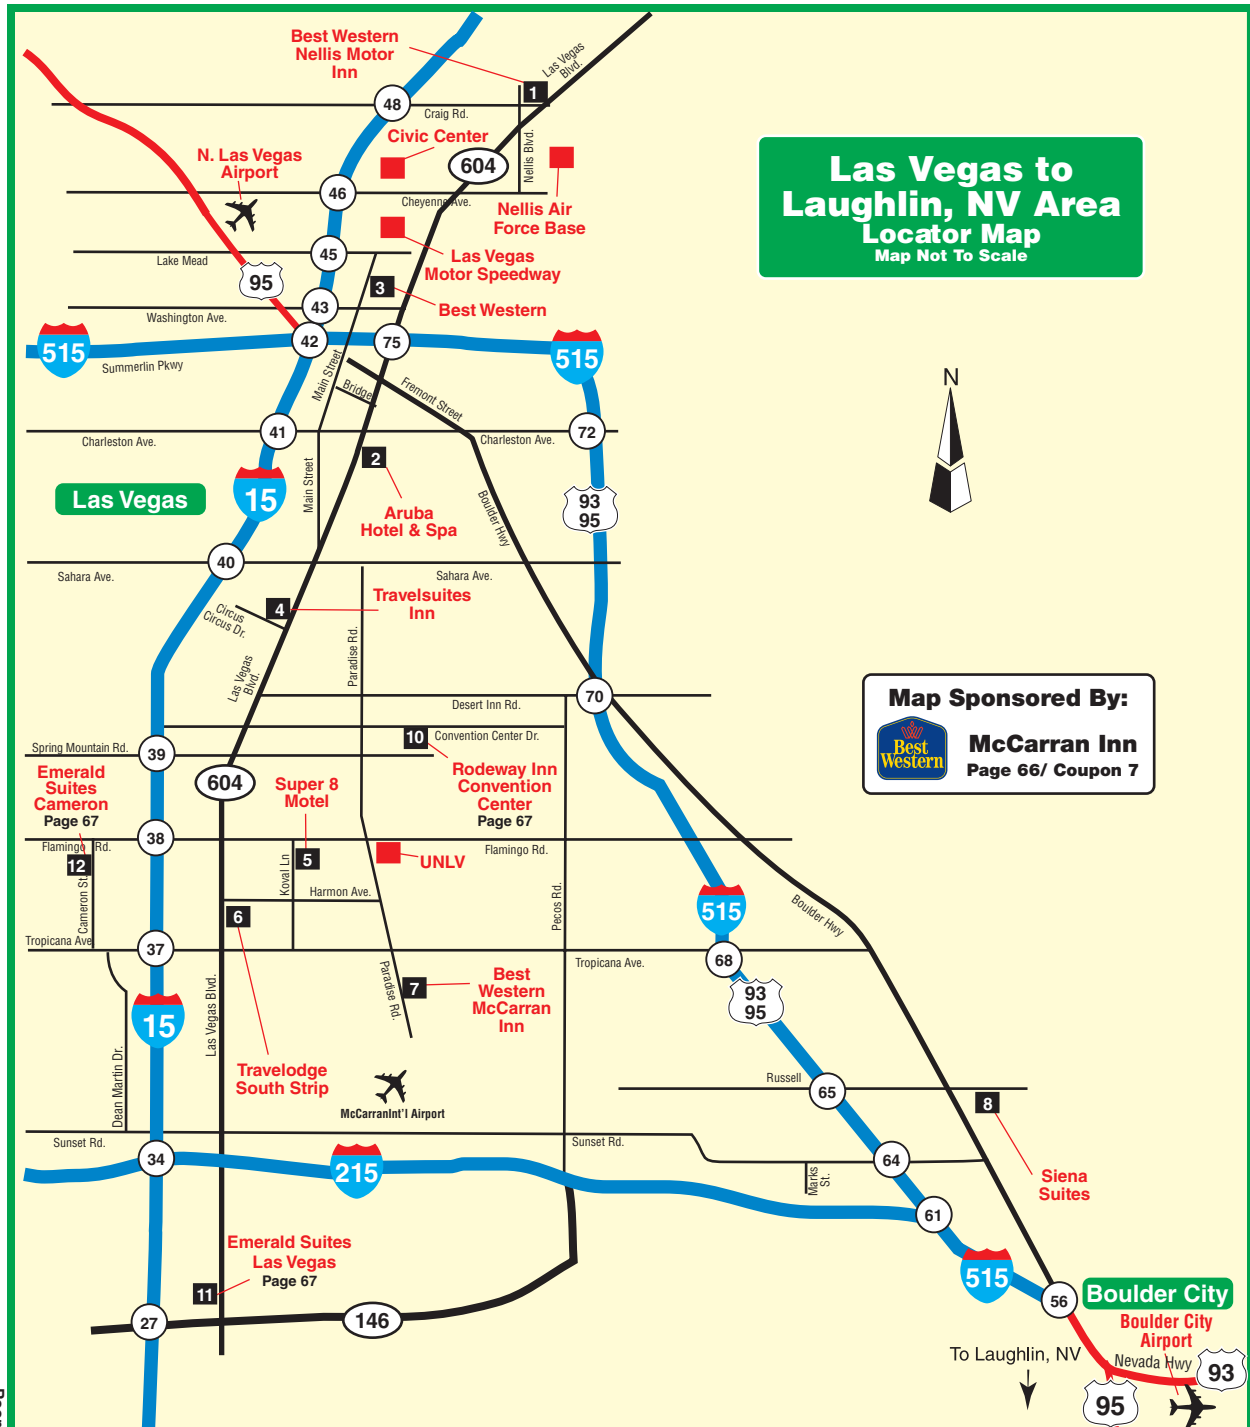 Best Western
Nellis Motor
Inn
Las Vegas
Blvd.
1
48
Craig Rd.
Civic Center
Nellis Blvd.
604
N. Las Vegas
Airport
46
Cheyenne Ave.
Nellis Air
Force Base
Las Vegas to
Laughlin, NV Area
Locator Map
Map Not To Scale
45
Lake Mead
Las Vegas
Motor Speedway
95
3
43
Best Western
Washington Ave.
42
75
515
515
Summerlin Pkwy
Main Street
Bridge
Fremont Street
N
41
72
Charleston Ave.
Charleston Ave.
2
Las Vegas
15
Main Street
Aruba
Hotel & Spa
Boulder Hwy
93
95
40
Sahara Ave.
Sahara Ave.
Travelsuites
Inn
4
Circus
Circus Dr.
Paradise Rd.
Las Vegas
Blvd.
70
Desert Inn Rd.
Map Sponsored By:
Best
Western
McCarran Inn
Page 66/ Coupon 7
10
Convention Center Dr.
Spring Mountain Rd.
39
Emerald
Suites
Cameron
Page 67
604
Super 8
Motel
Rodeway Inn
Convention
Center
Page 67
38
Flamingo Rd.
Flamingo Rd.
12
5
UNLV
Cameron St.
Koval Ln
Harmon Ave.
Pecos Rd.
515
Boulder Hwy
6
Tropicana Ave
37
Tropicana Ave.
68
93
95
Paradise Rd.
7
Best
Western
McCarran
Inn
15
Las Vegas Blvd.
Travelodge
South Strip
Dean Martin Dr.
McCarranInt'l Airport
Russell
65
8
Sunset Rd.
Sunset Rd.
34
215
64
Marks
St.
Siena
Suites
61
Emerald Suites
Las Vegas
Page 67
11
515
56
Boulder City
Boulder City
Airport
27
146
To Laughlin, NV
Nevada Hwy
93
95